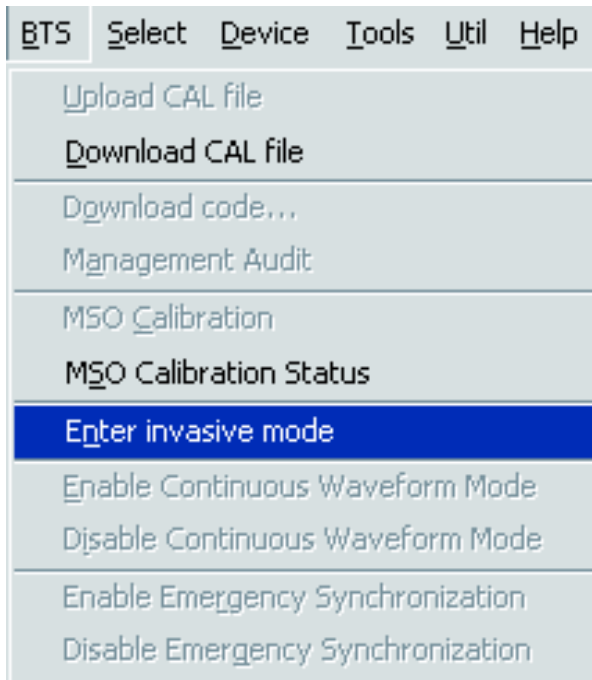 BTS Select Device Tools Util Help
Upload CAL file
Download CAL file
Download code...
Management Audit
MSO Calibration
MSO Calibration Status
Enter invasive mode
Enable Continuous Waveform Mode
Disable Continuous Waveform Mode
Enable Emergency Synchronization
Disable Emergency Synchronization